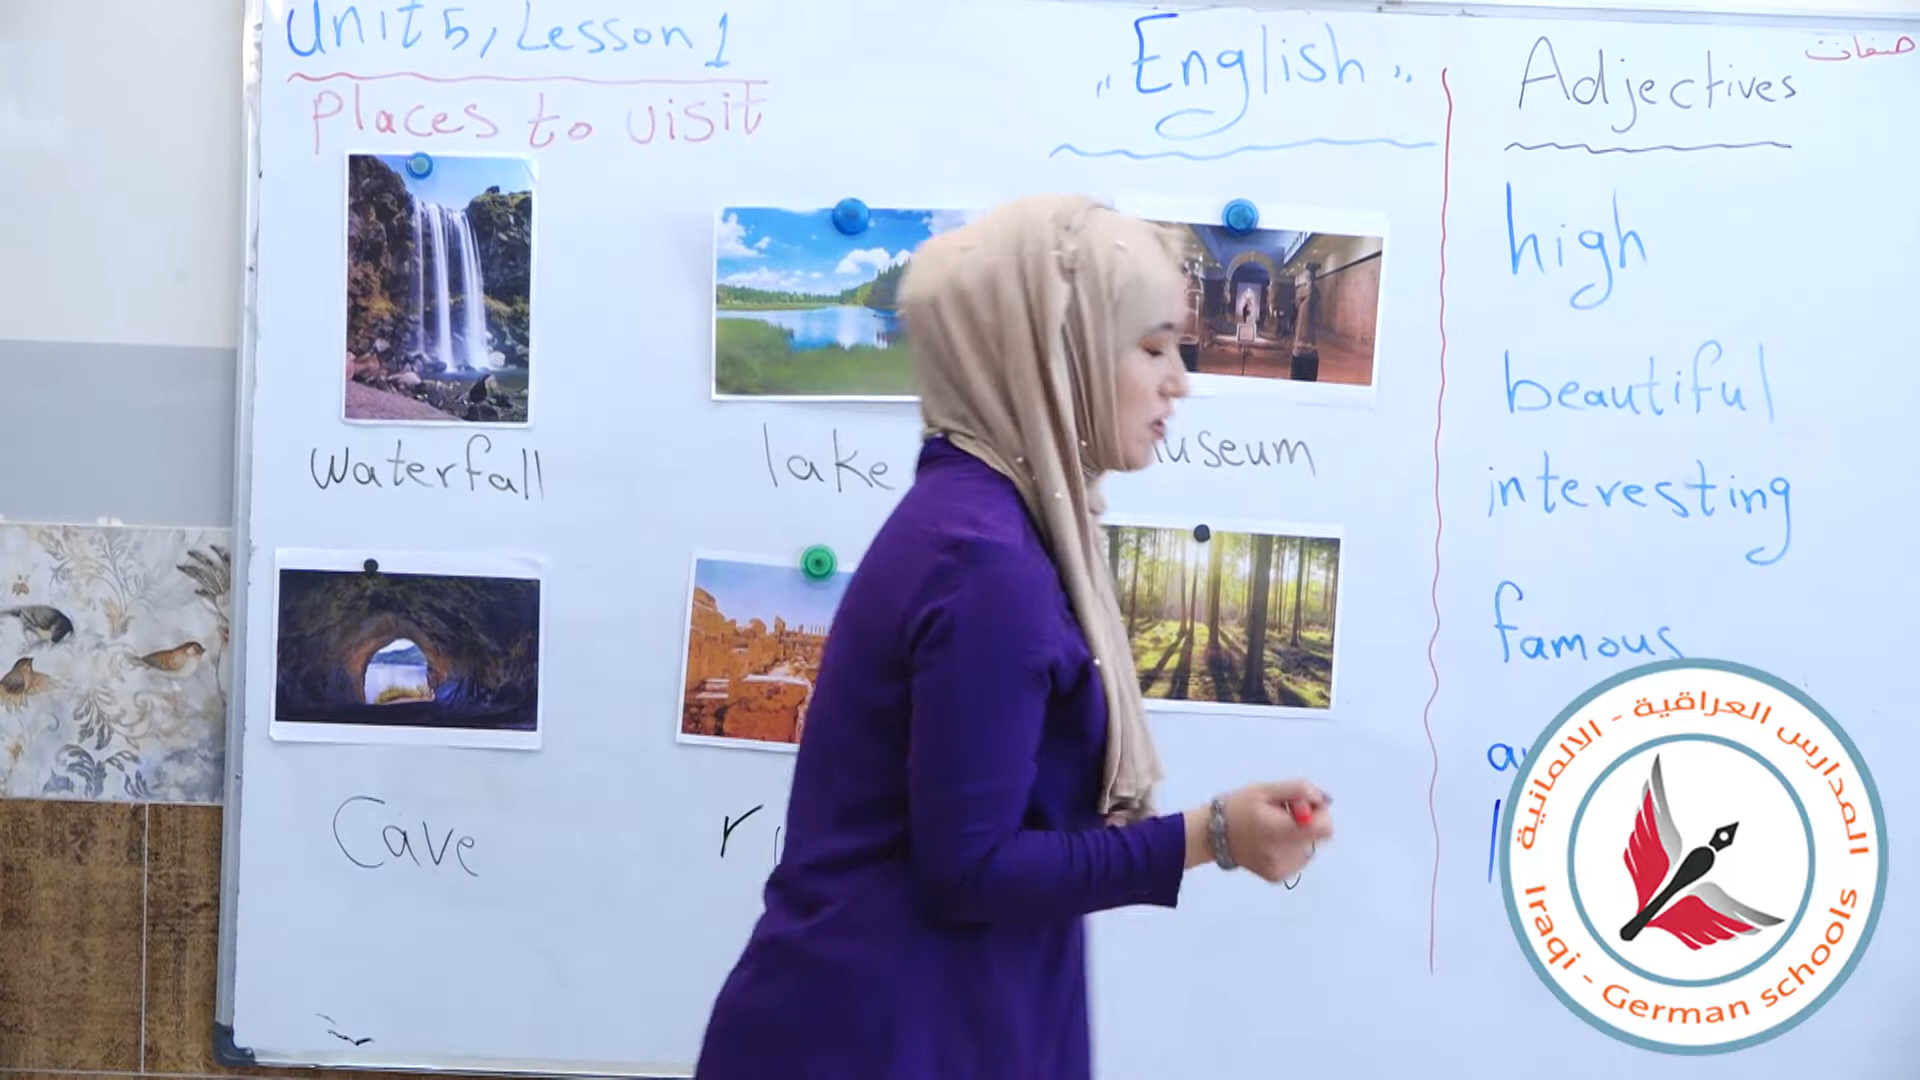 Unit 5, Lesson 1
Places to visit
"English"
Adjectives
صفات
waterfall
lake
Cave
high
beautiful
interesting
famous
المدارس العراقية - الالمانية
Iraqi - German schools